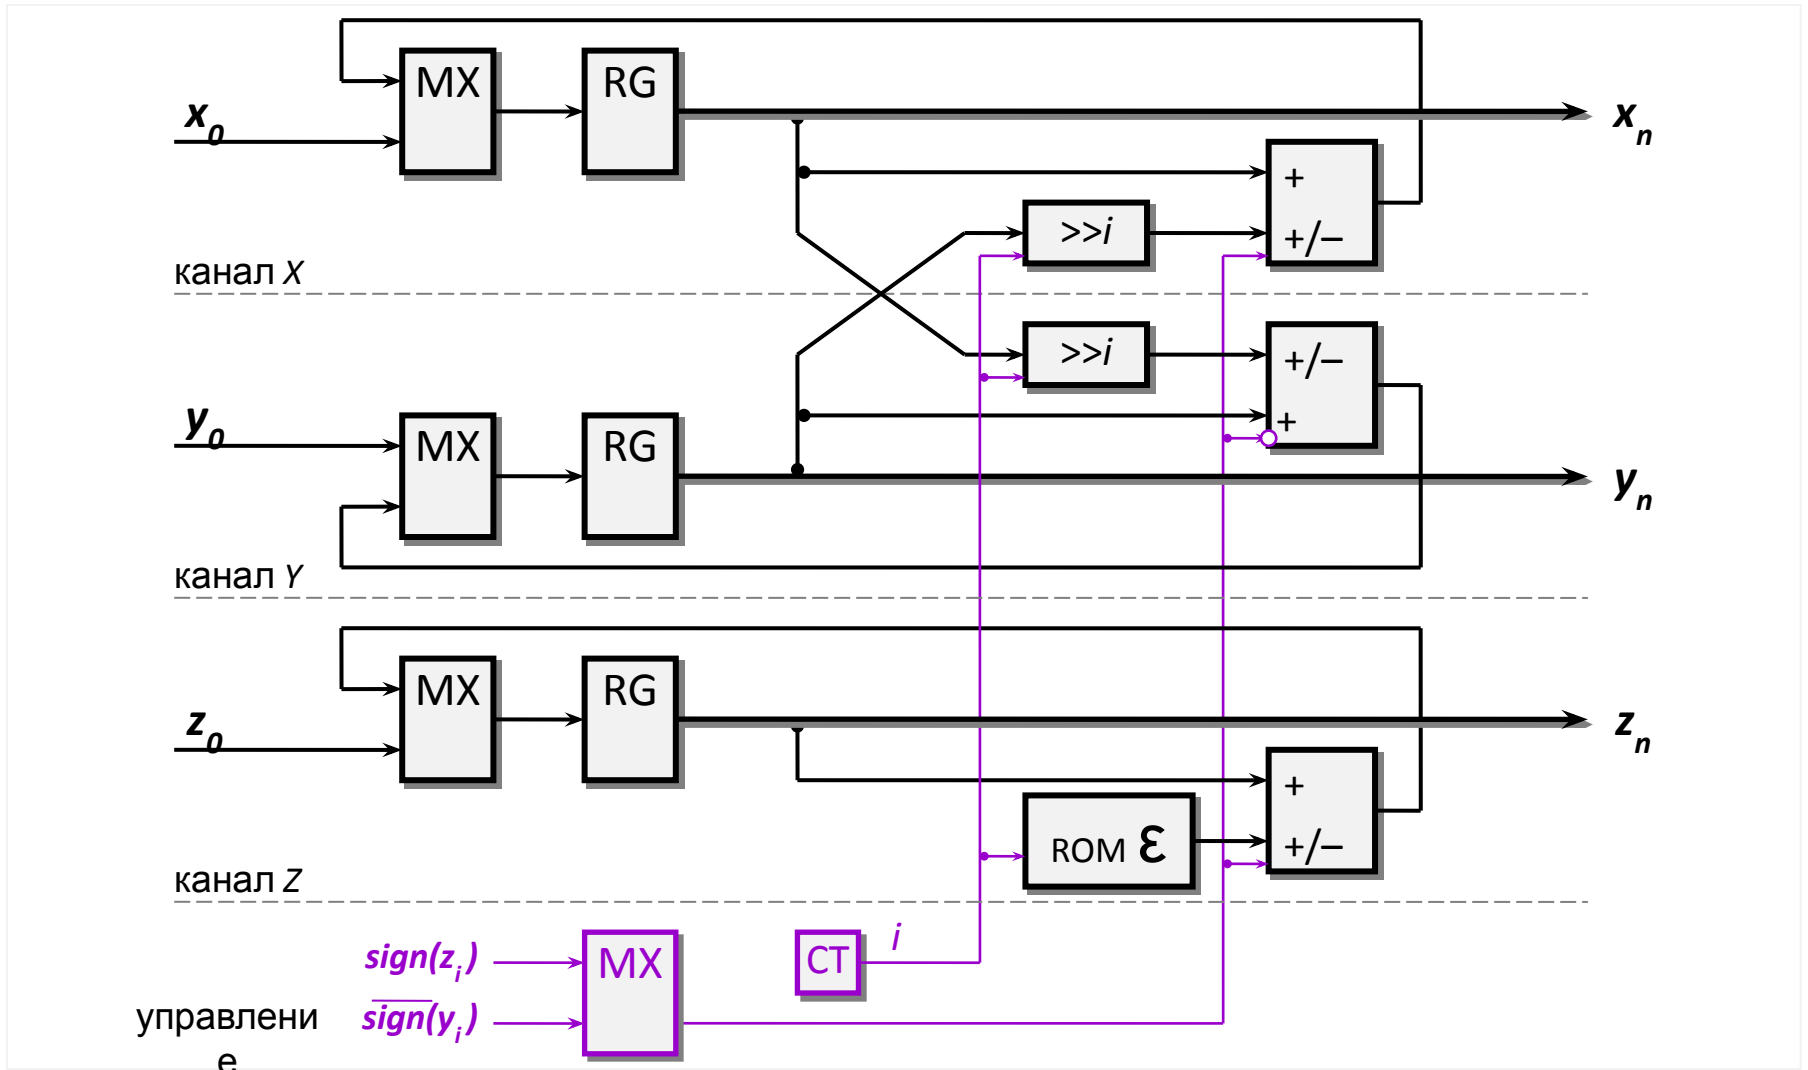 MX
RG
x0
xn
+
>>i
+/−
канал X
>>i
+/−
y0
+
MX
RG
yn
канал Y
MX
RG
z0
zn
+
ROM ε
+/−
канал Z
sign(zi)
MX
CT
i
управлени
е
sign(yi)